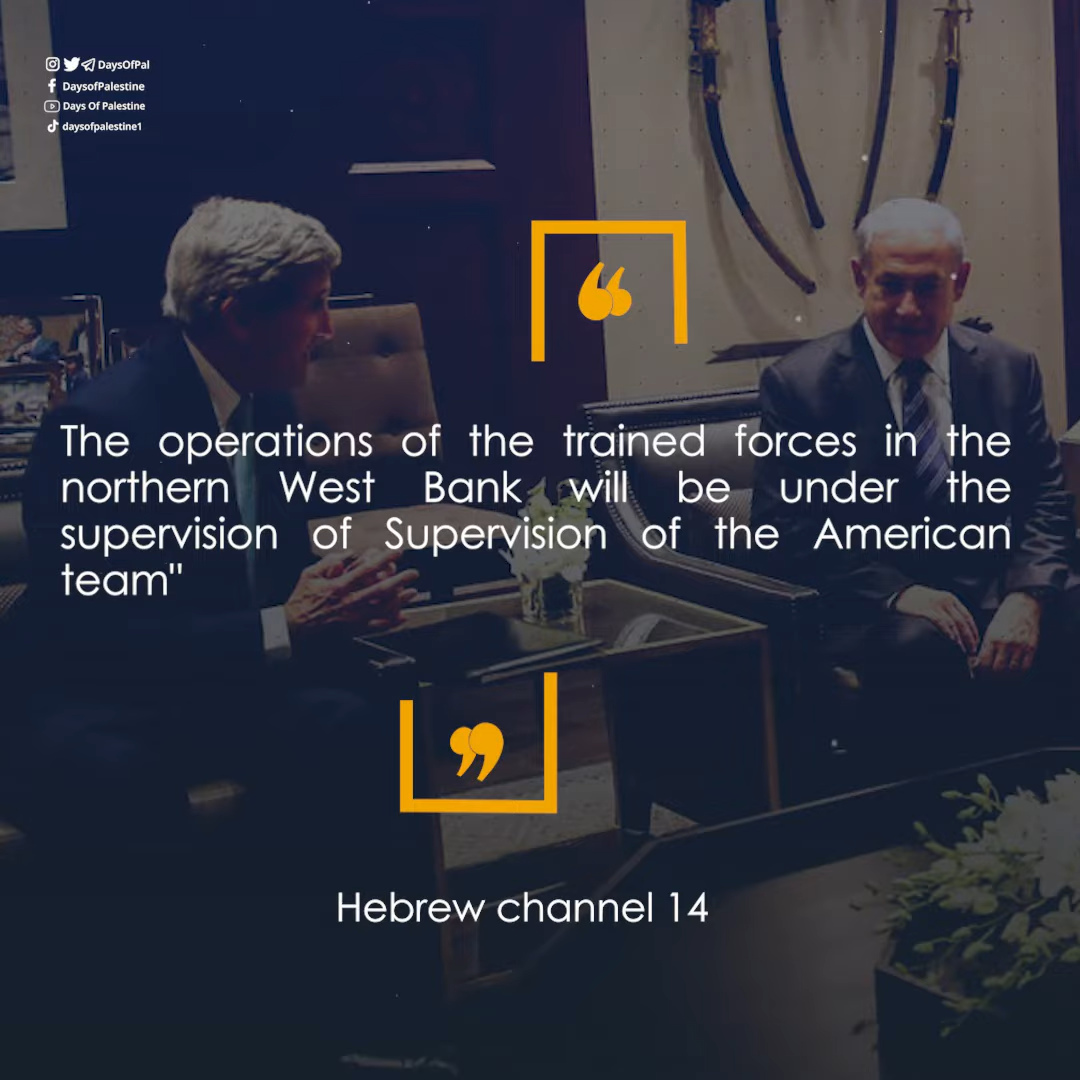 DaysOfPal
DaysofPalestine
Days Of Palestine
daysofpalestine1
“
The operations of the trained forces in the
northern West Bank will be under the
supervision of Supervision of the American
team"
”
Hebrew channel 14